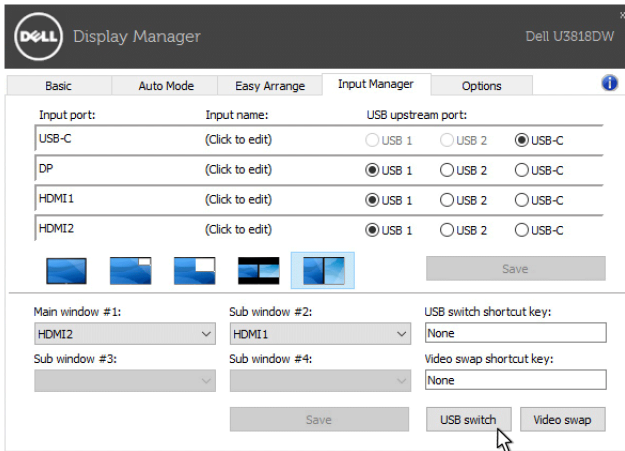 DELL Display Manager Dell U3818DW x
Basic Auto Mode Easy Arrange Input Manager Options i
Input port: Input name: USB upstream port:
USB-C (Click to edit) USB 1 USB 2 USB-C
DP (Click to edit) USB 1 USB 2 USB-C
HDMI1 (Click to edit) USB 1 USB 2 USB-C
HDMI2 (Click to edit) USB 1 USB 2 USB-C
Save
Main window #1: Sub window #2: USB switch shortcut key:
HDMI2 HDMI1 None
Sub window #3: Sub window #4: Video swap shortcut key:
None
Save USB switch Video swap